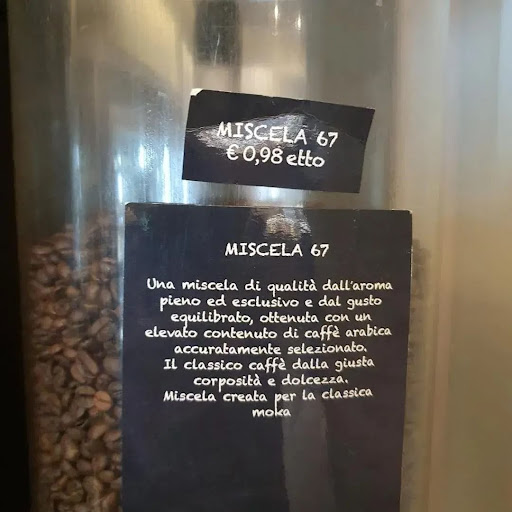 MISCELA 67
€ 0,98 etto
MISCELA 67
Una miscela di qualità dall'aroma
pieno ed esclusivo e dal gusto
equilibrato, ottenuta con un
elevato contenuto di caffè arabica
accuratamente selezionato.
Il classico caffè dalla giusta
corposità e dolcezza.
Miscela creata per la classica
moka